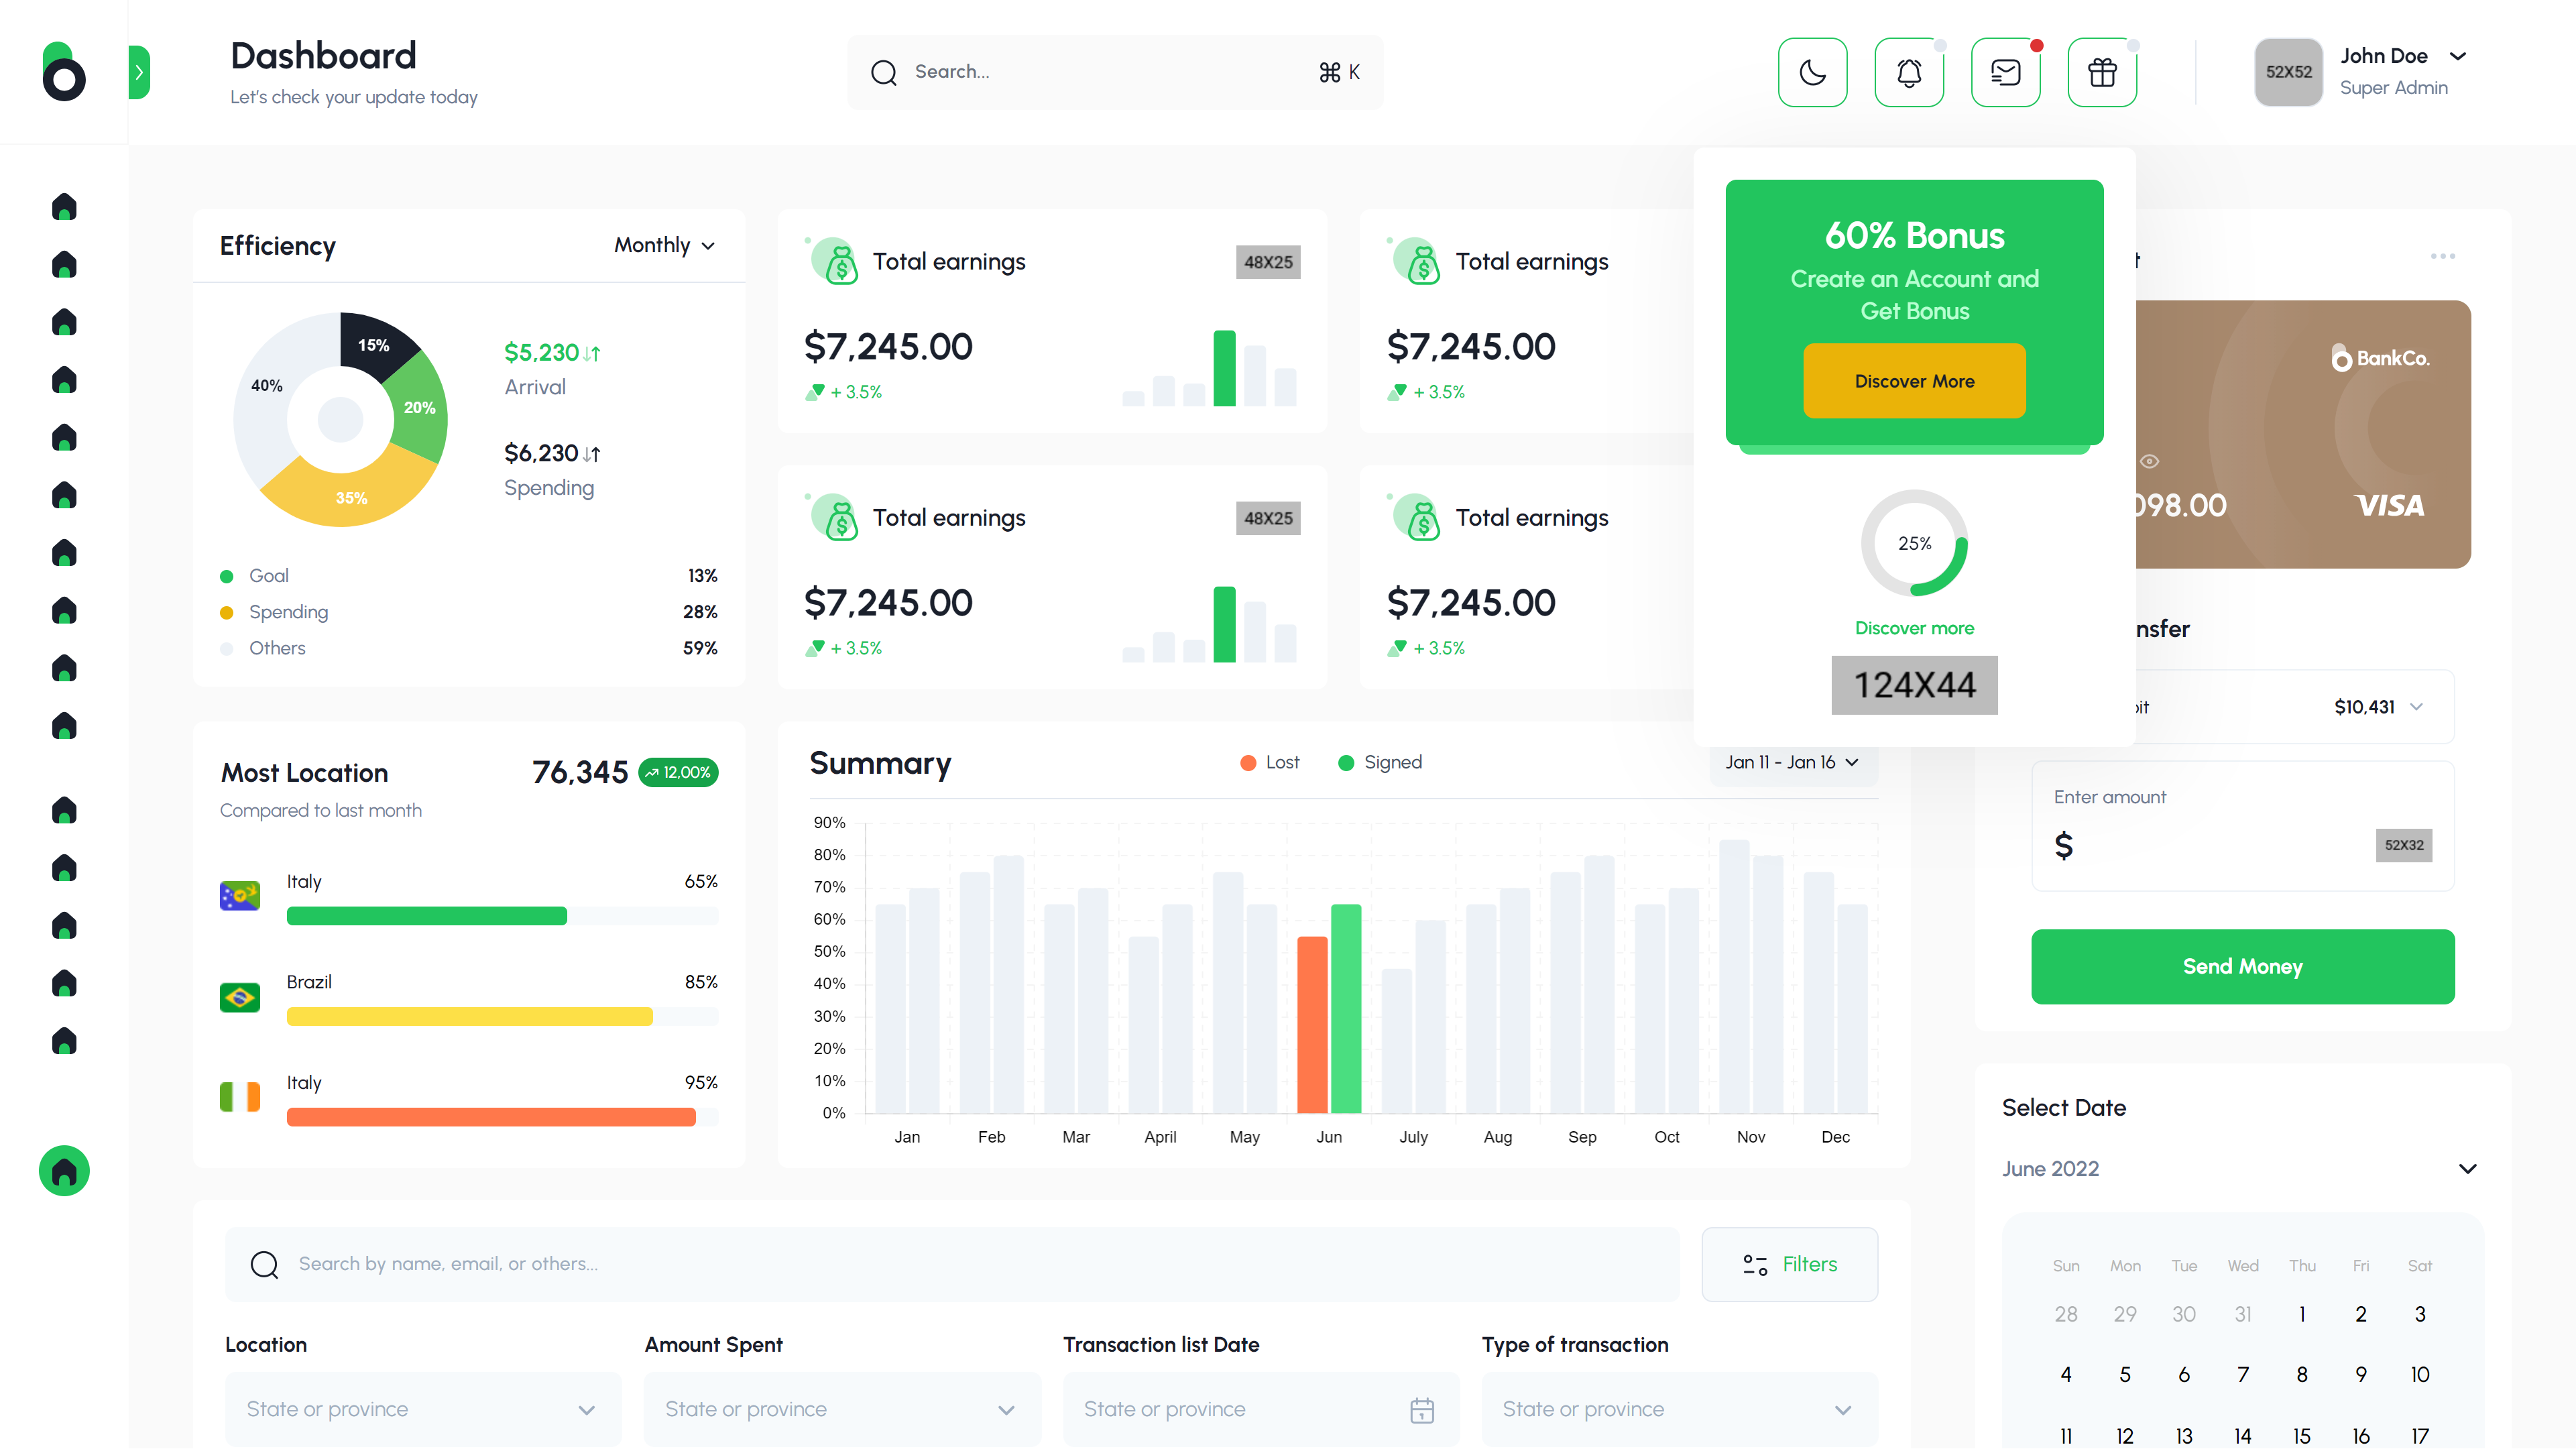 Dashboard
Let's check your update today
Search...
⌘ K
John Doe
Super Admin
52X52
Efficiency
Monthly
15%
20%
35%
40%
$5,230
Arrival
$6,230
Spending
Goal
13%
Spending
28%
Others
59%
Total earnings
48X25
$7,245.00
+ 3.5%
Total earnings
$7,245.00
+ 3.5%
Total earnings
48X25
$7,245.00
+ 3.5%
Total earnings
$7,245.00
+ 3.5%
60% Bonus
Create an Account and
Get Bonus
Discover More
25%
Discover more
124X44
BankCo.
098.00
VISA
nsfer
$10,431
Enter amount
$
52X32
Send Money
Most Location
76,345
12,00%
Compared to last month
Italy
65%
Brazil
85%
Italy
95%
Summary
Lost
Signed
Jan 11 - Jan 16
90%
80%
70%
60%
50%
40%
30%
20%
10%
0%
Jan
Feb
Mar
April
May
Jun
July
Aug
Sep
Oct
Nov
Dec
Select Date
June 2022
Sun Mon Tue Wed Thu Fri Sat
28 29 30 31 1 2 3
4 5 6 7 8 9 10
11 12 13 14 15 16 17
Search by name, email, or others...
Filters
Location
State or province
Amount Spent
State or province
Transaction list Date
State or province
Type of transaction
State or province